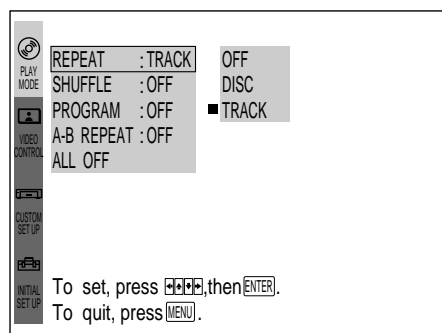 PLAY
MODE
VIDEO
CONTROL
CUSTOM
SET UP
INITIAL
SET UP
REPEAT : TRACK
SHUFFLE : OFF
PROGRAM : OFF
A-B REPEAT : OFF
ALL OFF
OFF
DISC
TRACK
To set, press ,then ENTER.
To quit, press MENU.